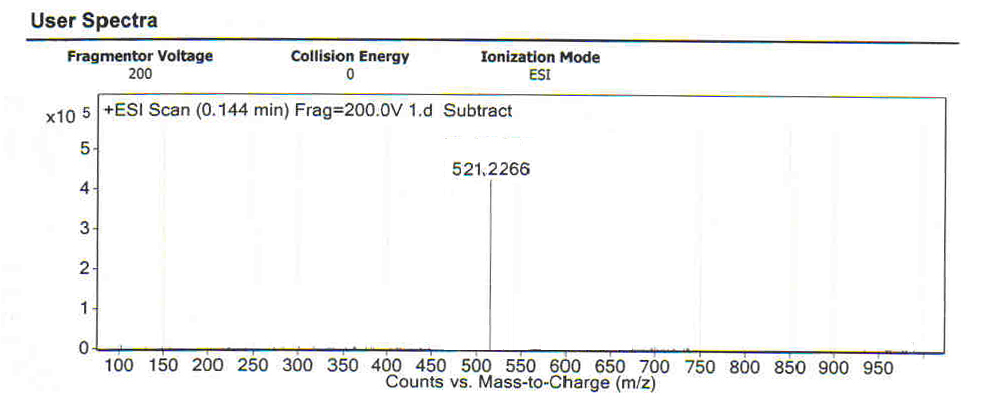 User Spectra
Fragmentor Voltage Collision Energy Ionization Mode
200 0 ESI
x10 5 +ESI Scan (0.144 min) Frag=200.0V 1.d Subtract
5
521.2266
4
3
2
1
0
100 150 200 250 300 350 400 450 500 550 600 650 700 750 800 850 900 950
Counts vs. Mass-to-Charge (m/z)